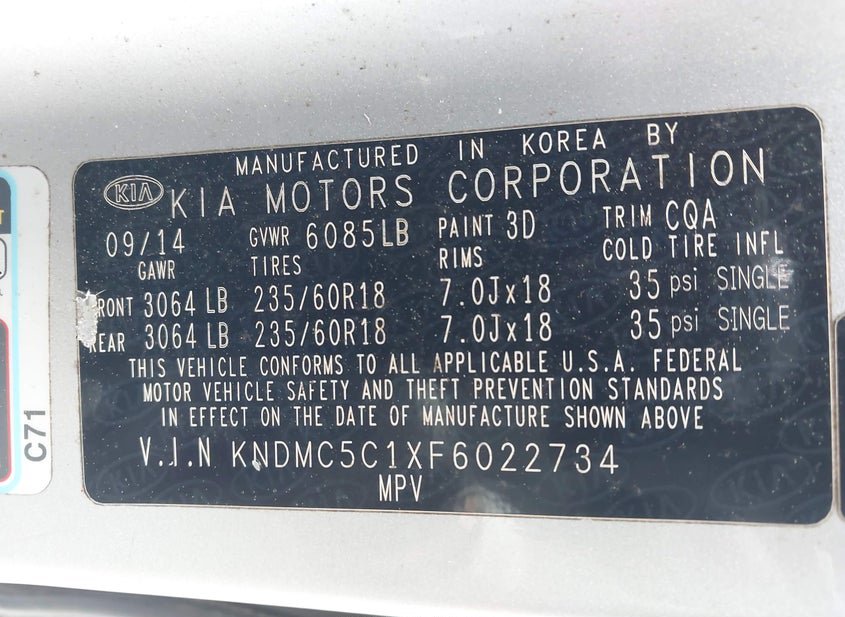 MANUFACTURED IN KOREA BY
KIA KIA MOTORS CORPORATION
09/14 GVWR 6085LB PAINT 3D TRIM CQA
GAWR TIRES RIMS COLD TIRE INFL
FRONT 3064 LB 235/60R18 7.0Jx18 35 psi SINGLE
REAR 3064 LB 235/60R18 7.0Jx18 35 psi SINGLE
THIS VEHICLE CONFORMS TO ALL APPLICABLE U.S.A. FEDERAL
MOTOR VEHICLE SAFETY AND THEFT PREVENTION STANDARDS
IN EFFECT ON THE DATE OF MANUFACTURE SHOWN ABOVE
V.I.N KNDMC5C1XF6022734
MPV
C71